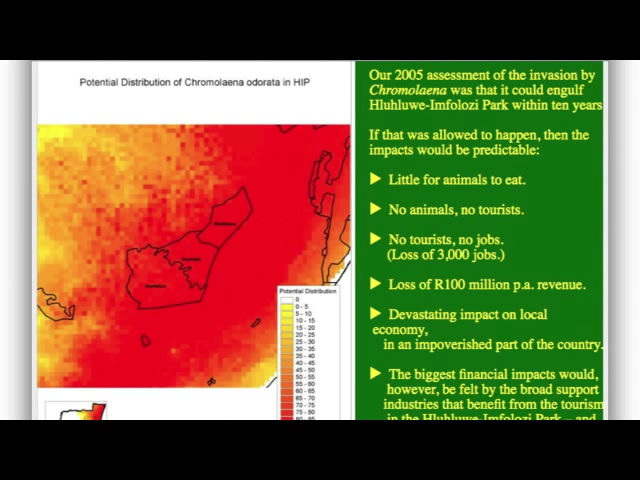 Potential Distribution of Chromolaena odorata in HIP
Potential Distribution
0
0 - 5
5 - 10
10 - 15
15 - 20
20 - 25
25 - 30
30 - 35
35 - 40
40 - 45
45 - 50
50 - 55
55 - 60
60 - 65
65 - 70
70 - 75
75 - 80
Our 2005 assessment of the invasion by
Chromolaena was that it could engulf
Hluhluwe-Imfolozi Park within ten years
If that was allowed to happen, then the
impacts would be predictable:
Little for animals to eat.
No animals, no tourists.
No tourists, no jobs.
(Loss of 3,000 jobs.)
Loss of R100 million p.a. revenue.
Devastating impact on local
economy,
in an impoverished part of the country.
The biggest financial impacts would,
however, be felt by the broad support
industries that benefit from the tourism
in the Hluhluwe-Imfolozi Park – and